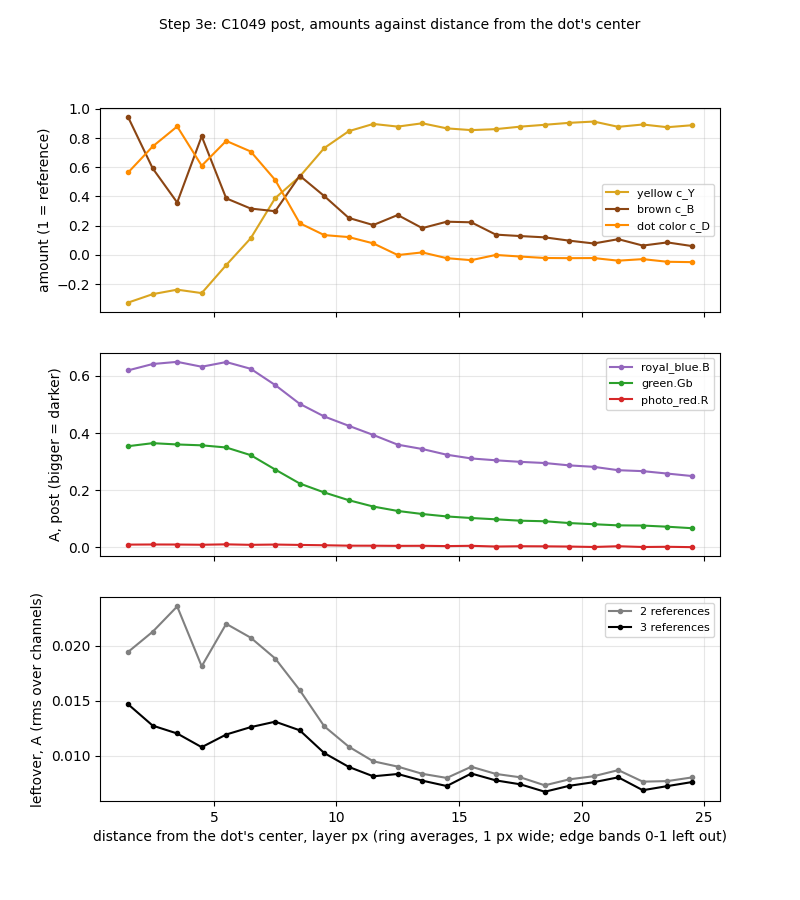 Step 3e: C1049 post, amounts against distance from the dot's center
amount (1 = reference)
1.0
0.8
0.6
0.4
0.2
0.0
−0.2
yellow c_Y
brown c_B
dot color c_D
A, post (bigger = darker)
0.6
0.4
0.2
0.0
royal_blue.B
green.Gb
photo_red.R
leftover, A (rms over channels)
0.020
0.015
0.010
2 references
3 references
5 10 15 20 25
distance from the dot's center, layer px (ring averages, 1 px wide; edge bands 0-1 left out)